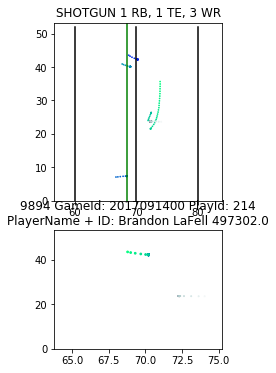 SHOTGUN 1 RB, 1 TE, 3 WR
50
40
30
20
10
0
60 70 80
9894 GameId: 2017091400 PlayId: 214
PlayerName + ID: Brandon LaFell 497302.0
40
20
0
65.0 67.5 70.0 72.5 75.0